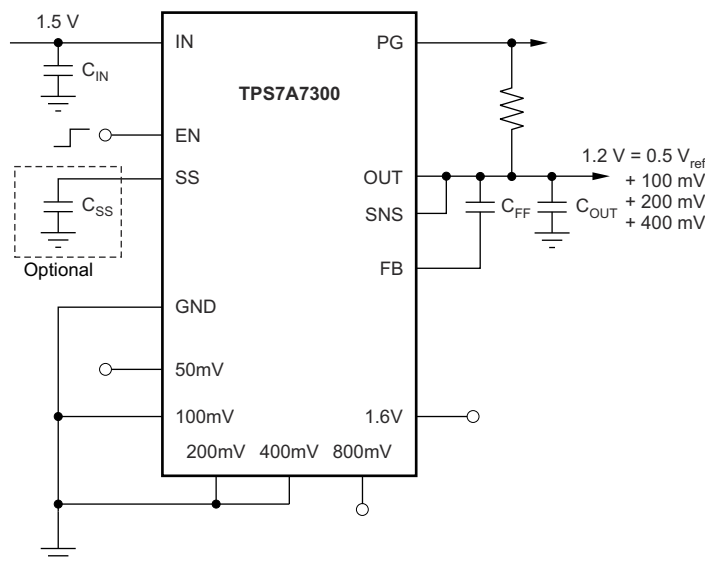 1.5 V
IN
PG
C_IN
TPS7A7300
EN
SS
C_SS
Optional
OUT
1.2 V = 0.5 V_ref
+ 100 mV
+ 200 mV
+ 400 mV
SNS
C_FF
C_OUT
FB
GND
50mV
100mV
1.6V
200mV 400mV 800mV